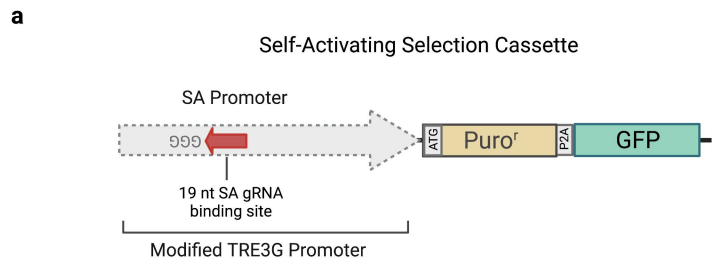 a
Self-Activating Selection Cassette
SA Promoter
GGG
ATG
Puroʳ
P2A
GFP
19 nt SA gRNA
binding site
Modified TRE3G Promoter